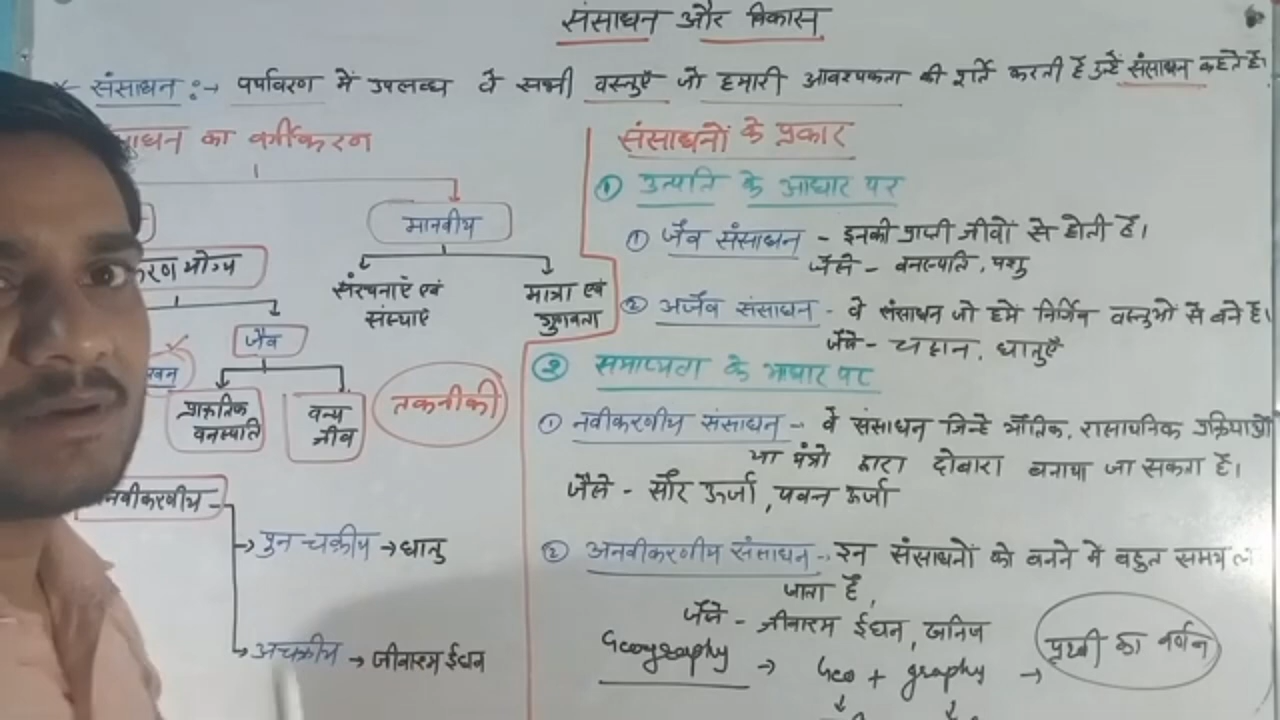 संसाधन और विकास
संसाधन :→ पर्यावरण में उपलब्ध वे सभी वस्तुएँ जो हमारी आवश्यकता की पूर्ति करती है उन्हें संसाधन कहते है।
का वर्गीकरण
मानवीय
योग्य
संरचनाएं एवं
संस्थाएं
मात्रा एवं
गुणवत्ता
जैव
प्राकृतिक
वनस्पति
वन्य
जीव
तकनीकी
पुन चक्रीय → धातु
अचक्रीय → जीवाश्म ईधन
संसाधनों के प्रकार
① उत्पति के आधार पर
① जैव संसाधन - इनकी प्राप्ती जीवों से होती है।
जैसे - वनस्पति, पशु
② अजैव संसाधन - वे संसाधन जो हमे निर्जिव वस्तुओं से बने है।
जैसे - चट्टान, धातुएँ
② समाप्यता के आधार पर
① नवीकरणीय संसाधन - वे संसाधन जिन्हे भौतिक, रासायनिक प्रक्रियाओं
या यंत्रो द्वारा दोबारा बनाया जा सकता है।
जैसे - सौर ऊर्जा, पवन ऊर्जा
② अनवीकरणीय संसाधन - इन संसाधनों को बनने में बहुत समय
जाता है,
जैसे - जीवाश्म ईधन, खनिज
Geography → Geo + graphy → पृथ्वी का वर्णन